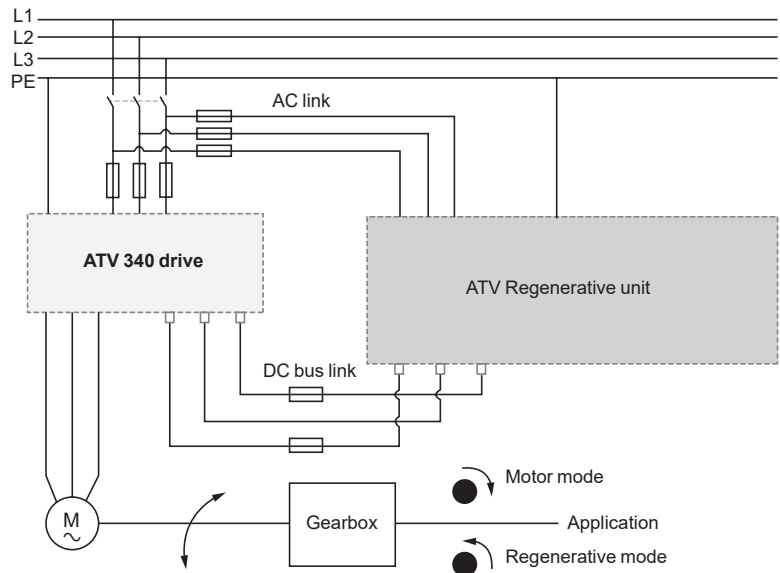 L1
L2
L3
PE
AC link
ATV 340 drive
ATV Regenerative unit
DC bus link
Motor mode
M
~
Gearbox
Application
Regenerative mode